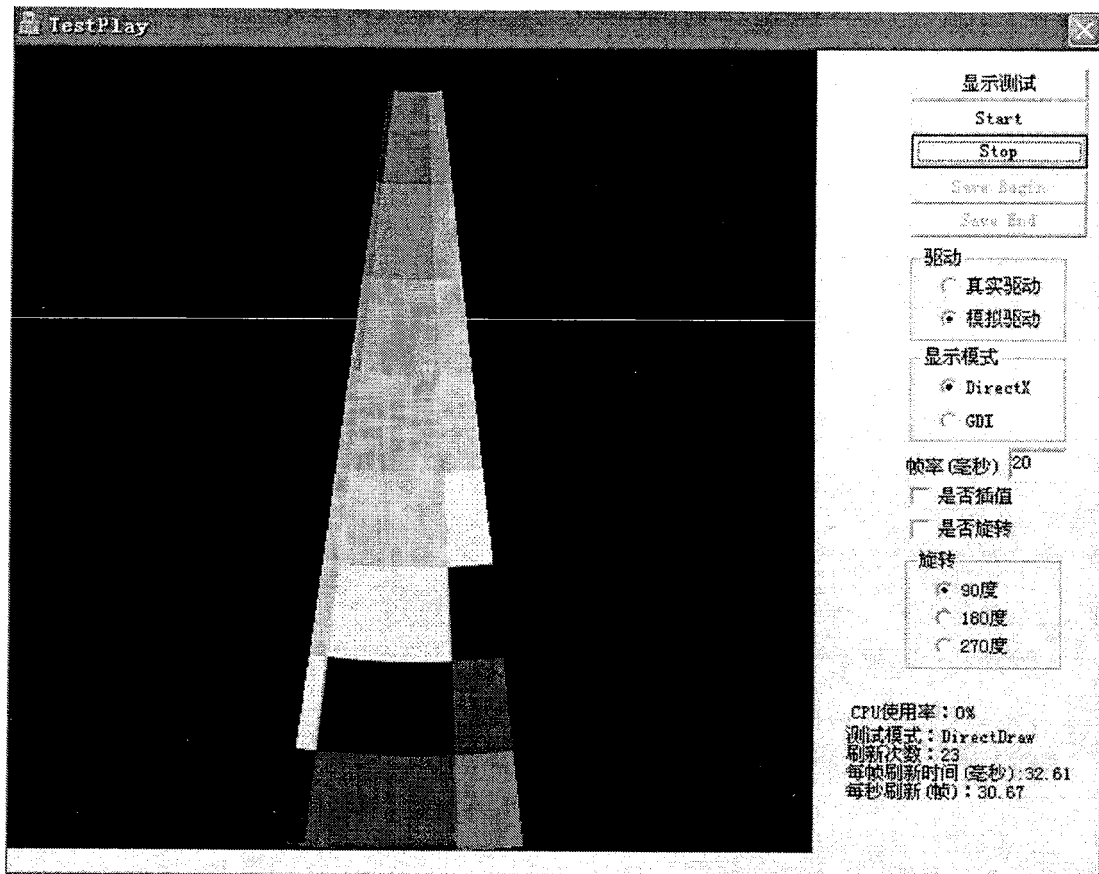 TestPlay
显示测试
Start
Stop
Save Begin
Save End
驱动
真实驱动
模拟驱动
显示模式
DirectX
GDI
帧率(毫秒) 20
是否插值
是否旋转
旋转
90度
180度
270度
CPU使用率：0%
测试模式：DirectDraw
刷新次数：23
每帧刷新时间(毫秒):32.61
每秒刷新(帧)：30.67